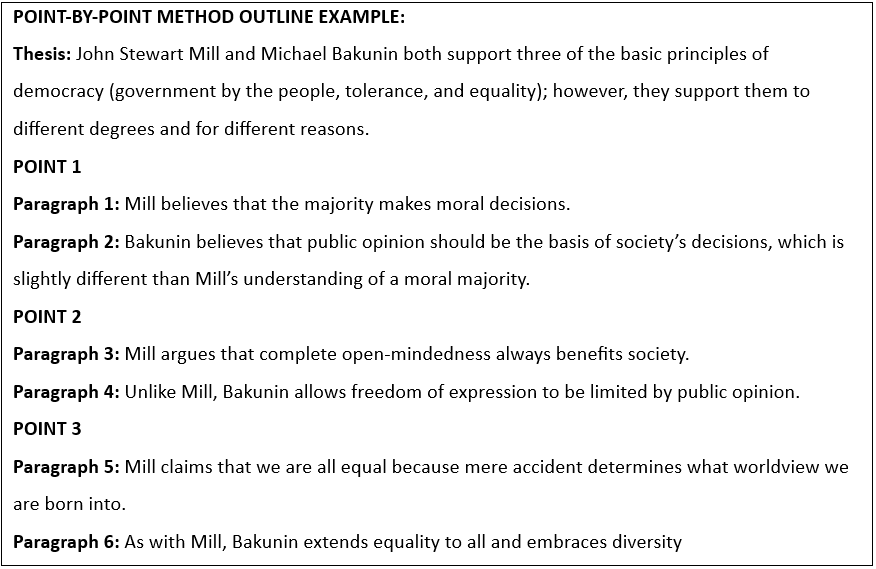 POINT-BY-POINT METHOD OUTLINE EXAMPLE:
Thesis: John Stewart Mill and Michael Bakunin both support three of the basic principles of
democracy (government by the people, tolerance, and equality); however, they support them to
different degrees and for different reasons.
POINT 1
Paragraph 1: Mill believes that the majority makes moral decisions.
Paragraph 2: Bakunin believes that public opinion should be the basis of society’s decisions, which is
slightly different than Mill’s understanding of a moral majority.
POINT 2
Paragraph 3: Mill argues that complete open-mindedness always benefits society.
Paragraph 4: Unlike Mill, Bakunin allows freedom of expression to be limited by public opinion.
POINT 3
Paragraph 5: Mill claims that we are all equal because mere accident determines what worldview we
are born into.
Paragraph 6: As with Mill, Bakunin extends equality to all and embraces diversity